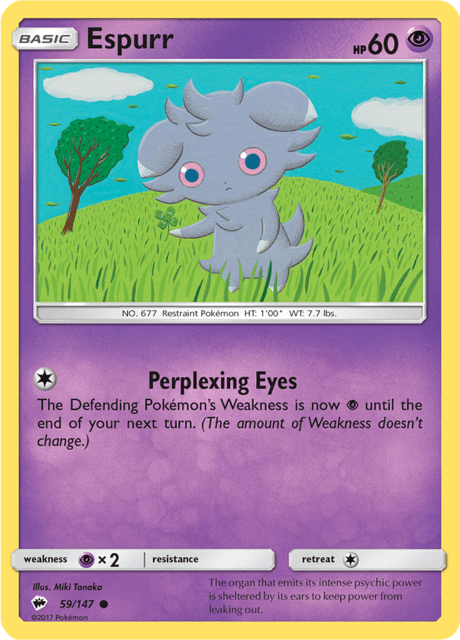 BASIC Espurr HP 60
NO. 677 Restraint Pokémon HT: 1'00" WT: 7.7 lbs.
Perplexing Eyes
The Defending Pokémon's Weakness is now until the
end of your next turn. (The amount of Weakness doesn't
change.)
weakness ×2 resistance retreat
Illus. Miki Tanaka
59/147
©2017 Pokémon
The organ that emits its intense psychic power
is sheltered by its ears to keep power from
leaking out.